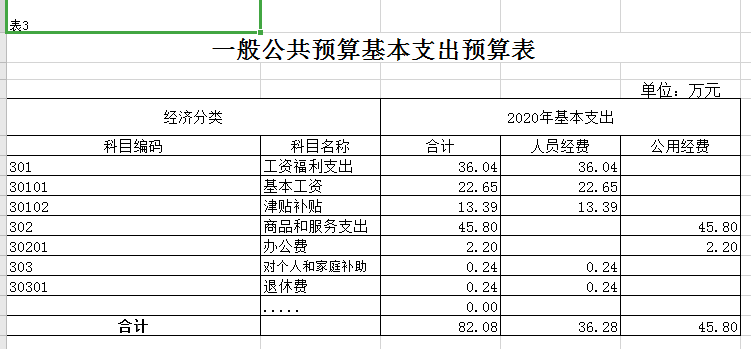 表3
一般公共预算基本支出预算表
单位：万元
经济分类 2020年基本支出
科目编码 科目名称 合计 人员经费 公用经费
301 工资福利支出 36.04 36.04
30101 基本工资 22.65 22.65
30102 津贴补贴 13.39 13.39
302 商品和服务支出 45.80 45.80
30201 办公费 2.20 2.20
303 对个人和家庭补助 0.24 0.24
30301 退休费 0.24 0.24
..... 0.00
合计 82.08 36.28 45.80